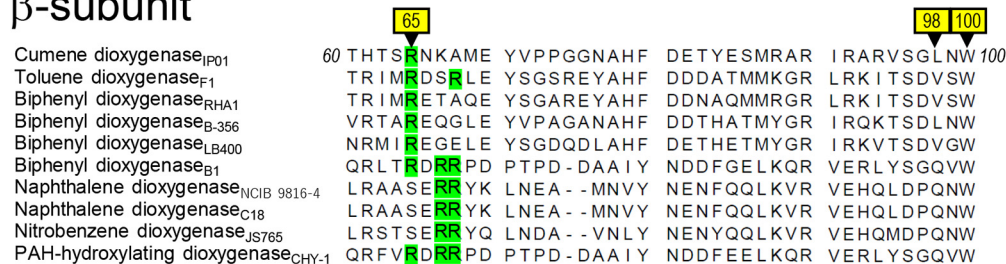 β-subunit
65 98 100
Cumene dioxygenaseIP01 60 THTSRNKAME YVPPGGNAHF DETYESMRAR IRARVSGLNW 100
Toluene dioxygenaseF1 TRIMRDSRLE YSGSREYAHF DDDATMMKGR LRKITSDVSW
Biphenyl dioxygenaseRHA1 TRIMRETAQE YSGAREYAHF DDNAQMMRGR LRKITSDVSW
Biphenyl dioxygenaseB-356 VRTAREQGLE YVPAGANAHF DDTHATMYGR IRQKTSDLNW
Biphenyl dioxygenaseLB400 NRMIREGELE YSGDQDLAHF DETHETMYGR IRKVTSDVGW
Biphenyl dioxygenaseB1 QRLTRDRRPD PTPD-DAAIY NDDFGELKQR VERLYSGQVW
Naphthalene dioxygenaseNCIB 9816-4 LRAASERRYK LNEA--MNVY NENFQQLKVR VEHQLDPQNW
Naphthalene dioxygenaseC18 LRAASERRYK LNEA--MNVY NENFQQLKVR VEHQLDPQNW
Nitrobenzene dioxygenaseJS765 LRSTSERRYQ LNDA--VNLY NENYQQLKVR VEHQMDPQNW
PAH-hydroxylating dioxygenaseCHY-1 QRFVRDRRPD PTPD-DAAIY NDDFEELKQR VERLYSGQVW